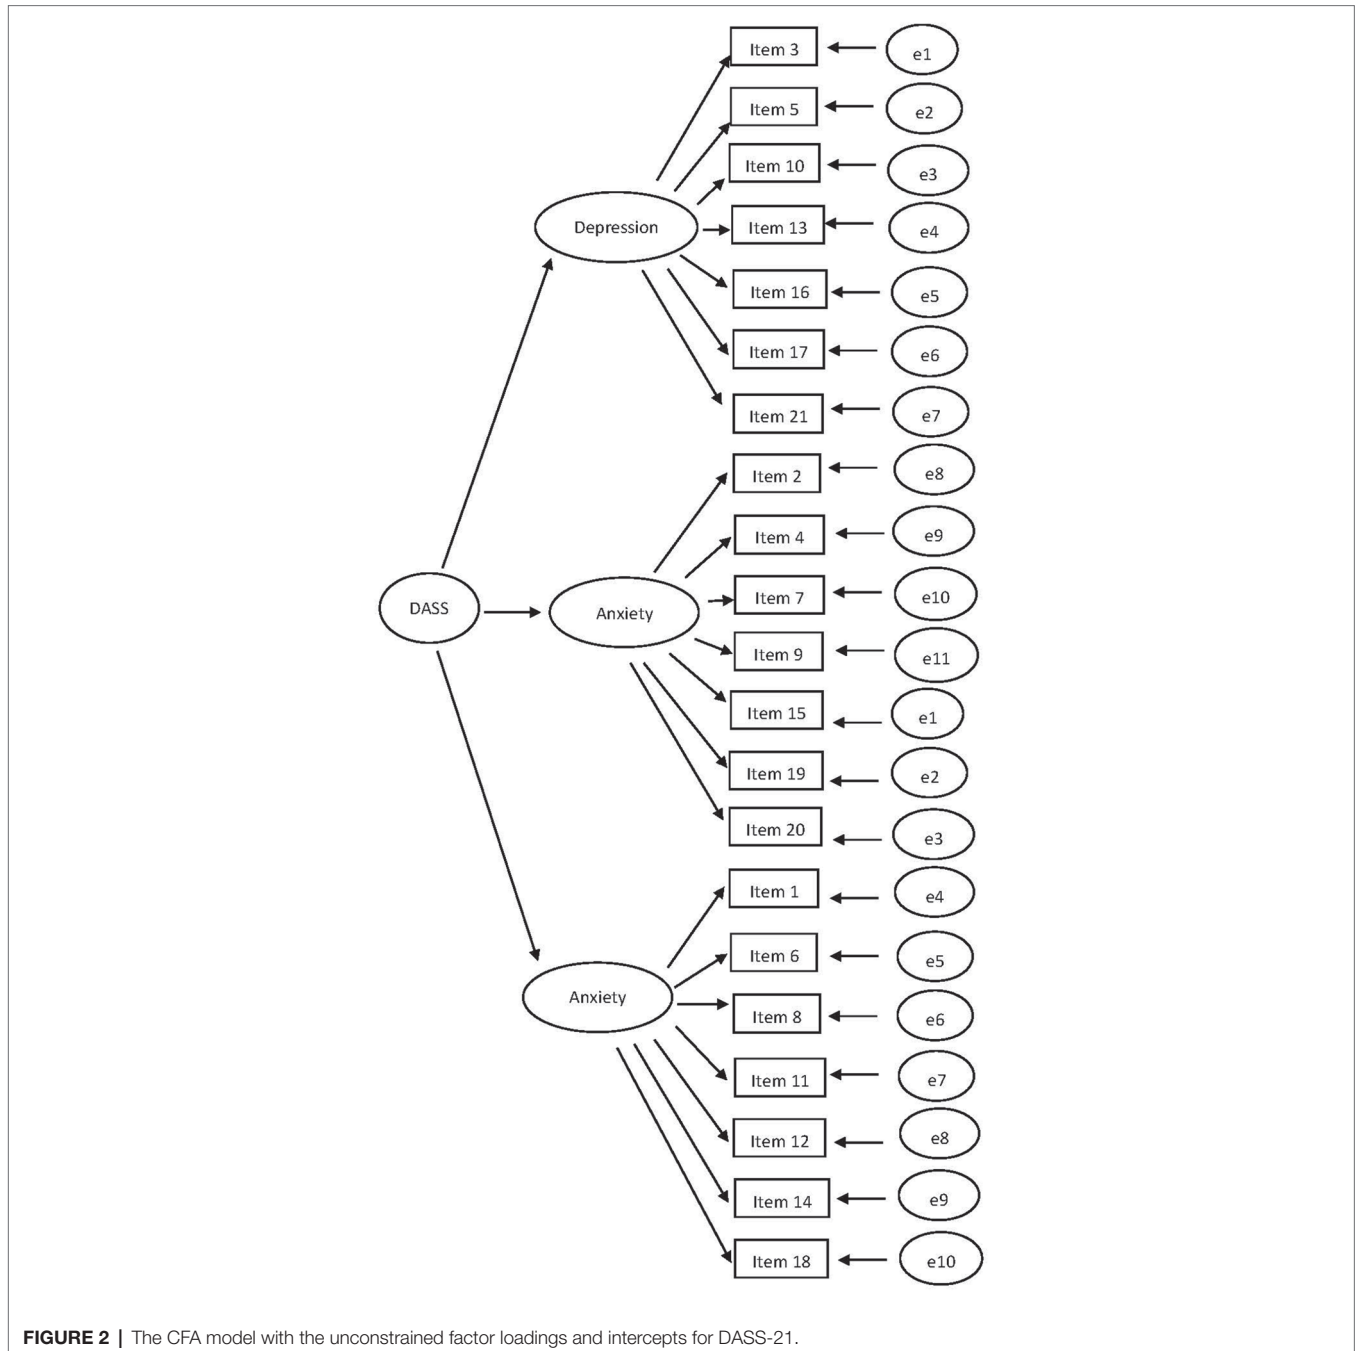 Item 3
e1
Item 5
e2
Item 10
e3
Depression
Item 13
e4
Item 16
e5
Item 17
e6
Item 21
e7
Item 2
e8
Item 4
e9
DASS
Anxiety
Item 7
e10
Item 9
e11
Item 15
e1
Item 19
e2
Item 20
e3
Item 1
e4
Item 6
e5
Anxiety
Item 8
e6
Item 11
e7
Item 12
e8
Item 14
e9
Item 18
e10
FIGURE 2 | The CFA model with the unconstrained factor loadings and intercepts for DASS-21.